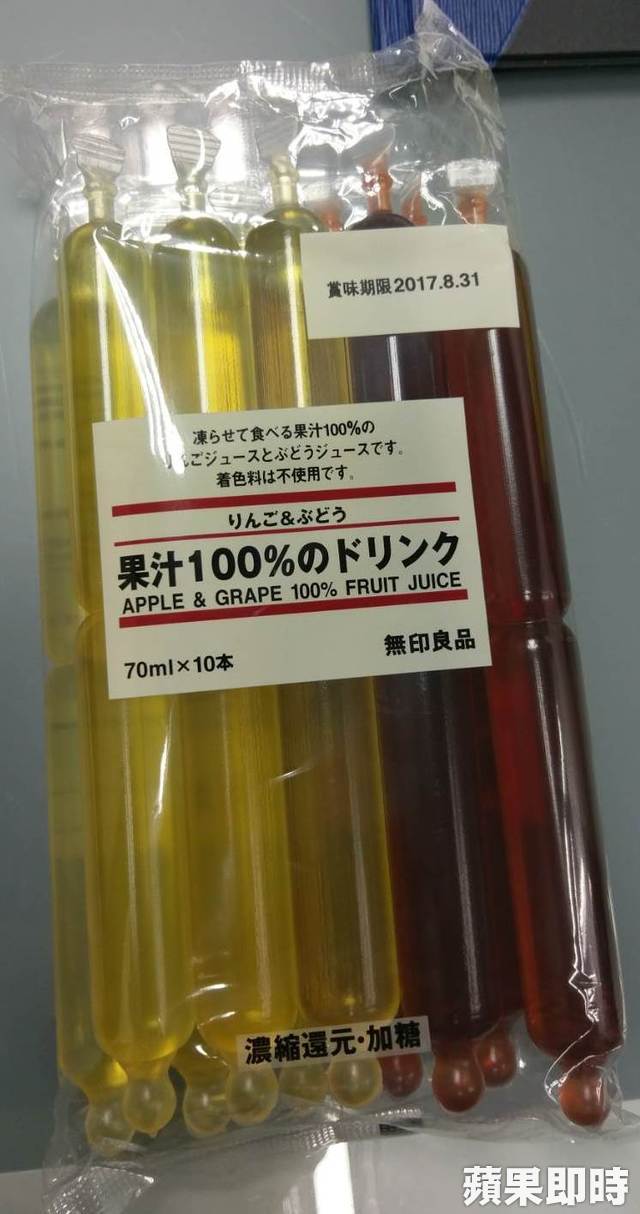 賞味期限2017.8.31
凍らせて食べる果汁100%の
りんごジュースとぶどうジュースです。
着色料は不使用です。
りんご&ぶどう
果汁100%のドリンク
APPLE & GRAPE 100% FRUIT JUICE
70ml×10本
無印良品
濃縮還元・加糖
蘋果即時